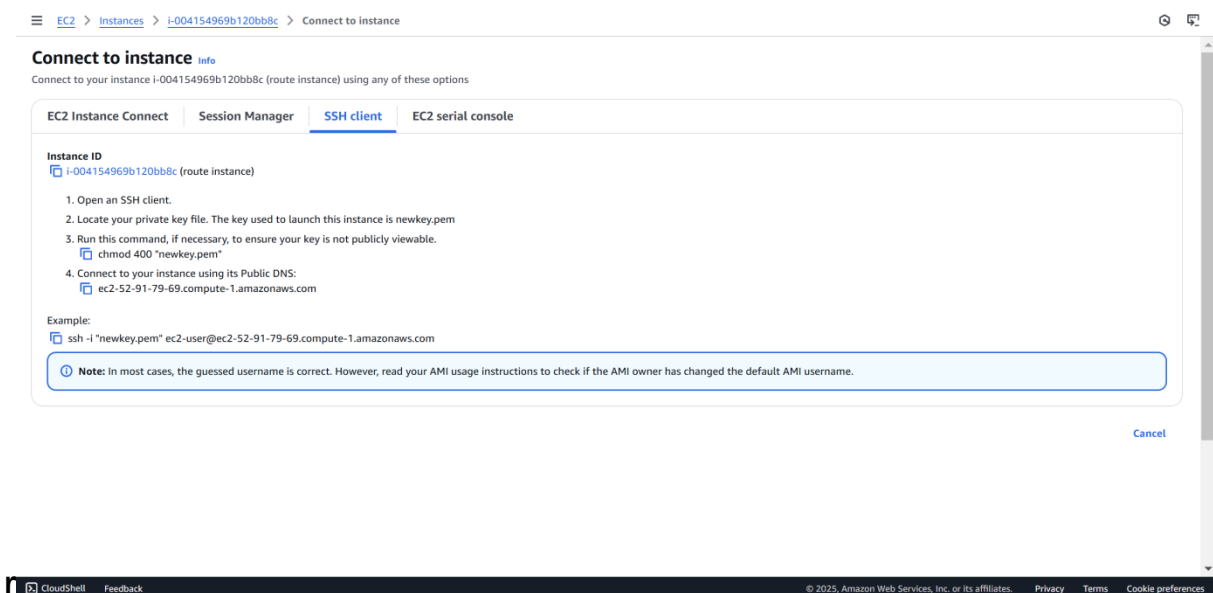 EC2 > Instances > i-004154969b120bb8c > Connect to instance
Connect to instance Info
Connect to your instance i-004154969b120bb8c (route instance) using any of these options
EC2 Instance Connect Session Manager SSH client EC2 serial console
Instance ID
i-004154969b120bb8c (route instance)
1. Open an SSH client.
2. Locate your private key file. The key used to launch this instance is newkey.pem
3. Run this command, if necessary, to ensure your key is not publicly viewable.
chmod 400 "newkey.pem"
4. Connect to your instance using its Public DNS:
ec2-52-91-79-69.compute-1.amazonaws.com
Example:
ssh -i "newkey.pem" ec2-user@ec2-52-91-79-69.compute-1.amazonaws.com
Note: In most cases, the guessed username is correct. However, read your AMI usage instructions to check if the AMI owner has changed the default AMI username.
Cancel
CloudShell Feedback © 2025, Amazon Web Services, Inc. or its affiliates. Privacy Terms Cookie preferences